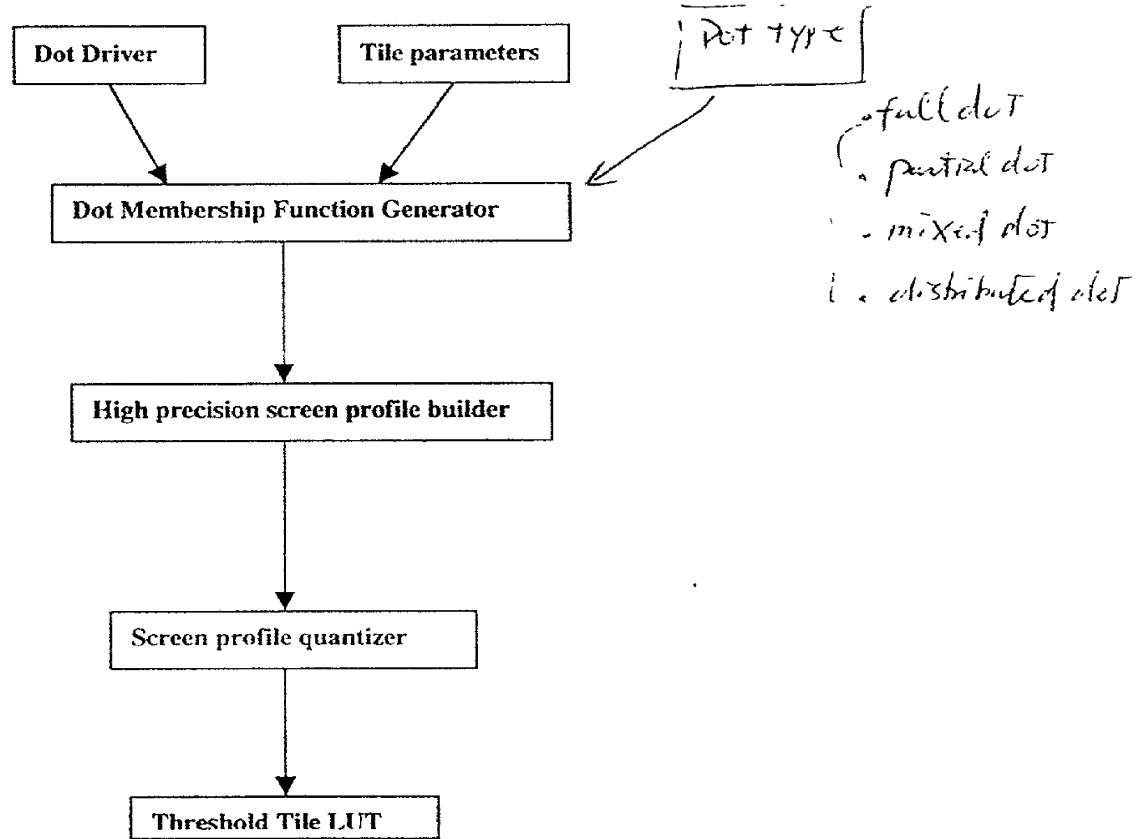 Dot Driver
Tile parameters
Dot type
• full dot
• partial dot
• mixed dot
• distributed dot
Dot Membership Function Generator
High precision screen profile builder
Screen profile quantizer
Threshold Tile LUT